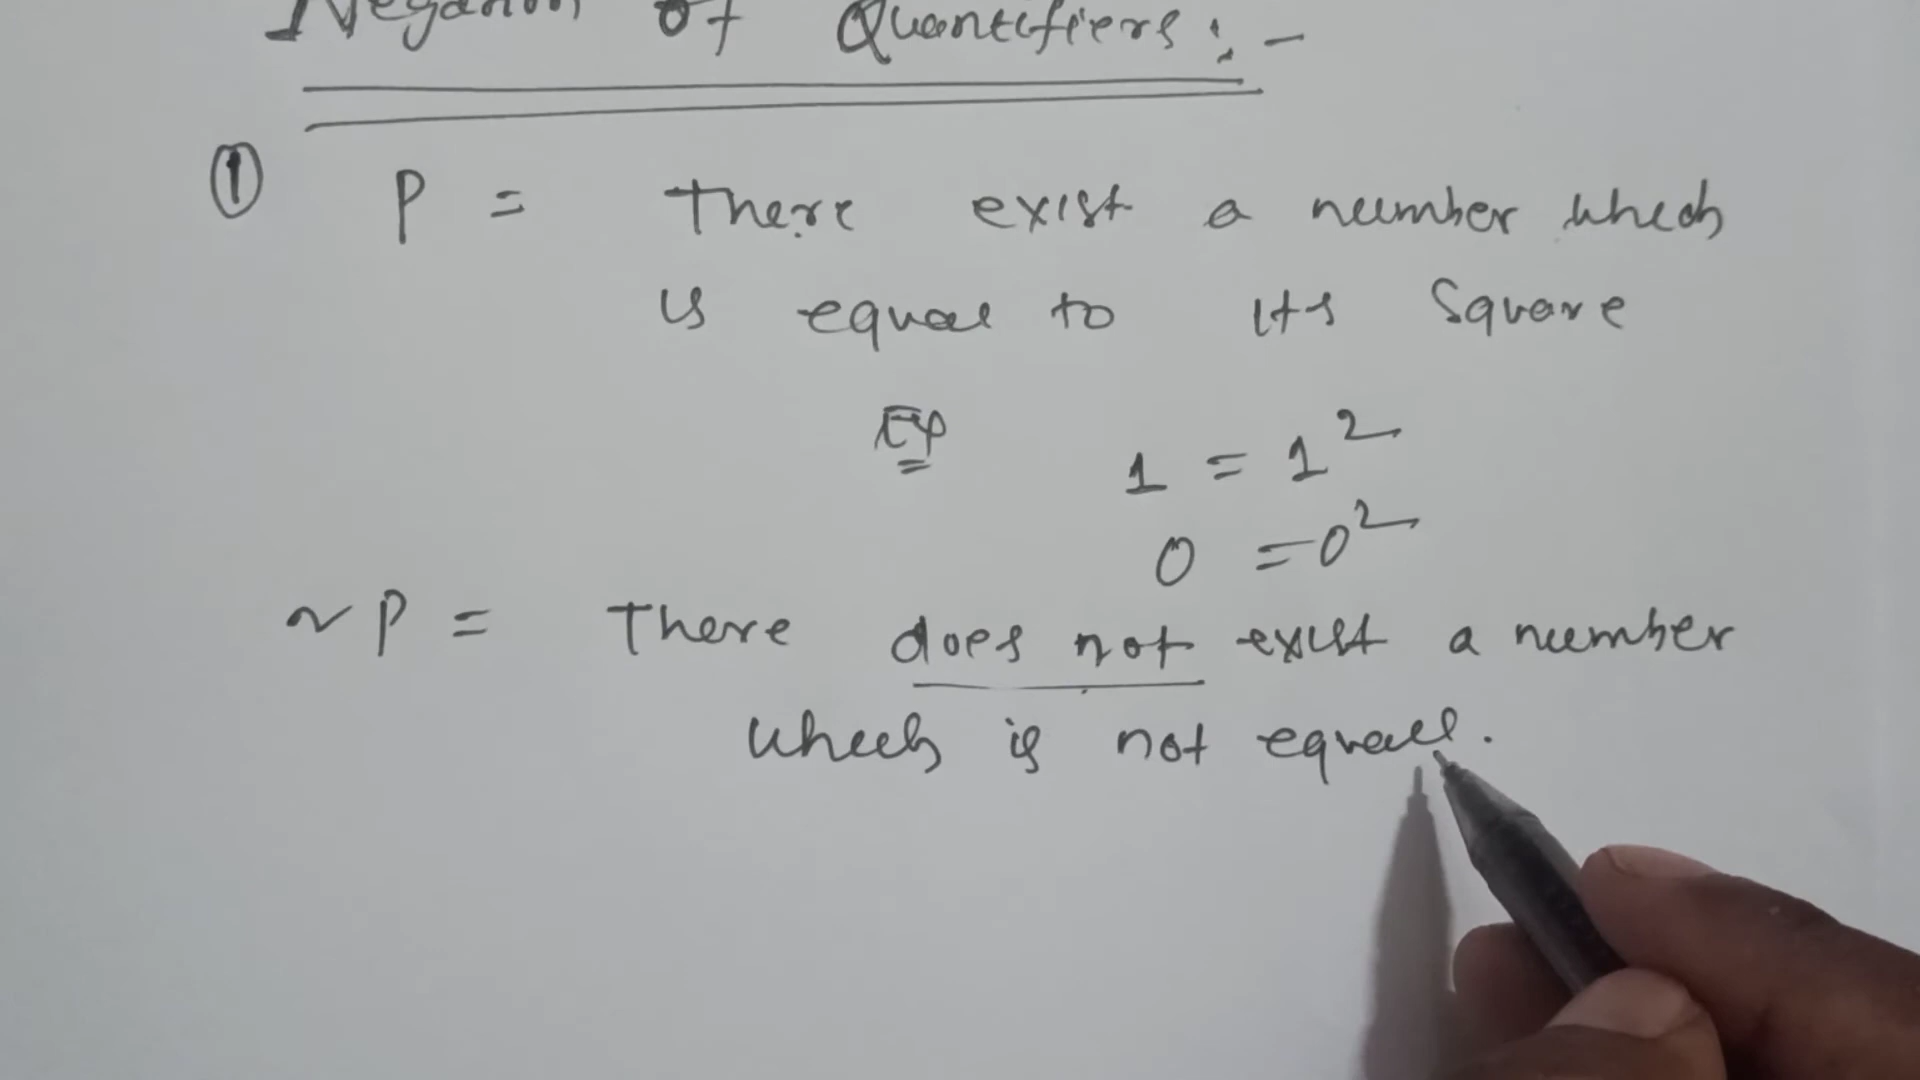 Negation of Quantifiers :-
① P = There exist a number which
is equal to its Square
Ex
1 = 1²
0 = 0²
~ P = There does not exist a number
which is not equal.